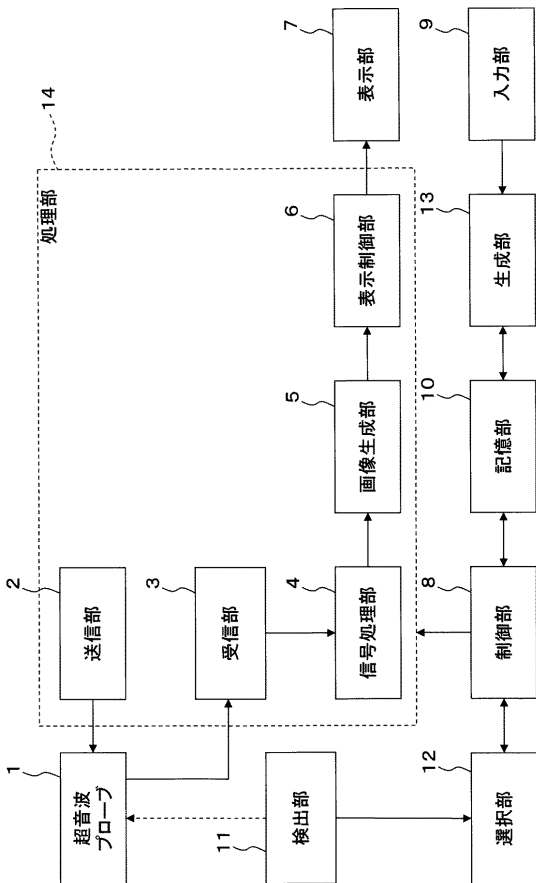 14
処理部
1
超音波
プローブ
2
送信部
3
受信部
4
信号処理部
5
画像生成部
6
表示制御部
7
表示部
11
検出部
12
選択部
8
制御部
10
記憶部
13
生成部
9
入力部